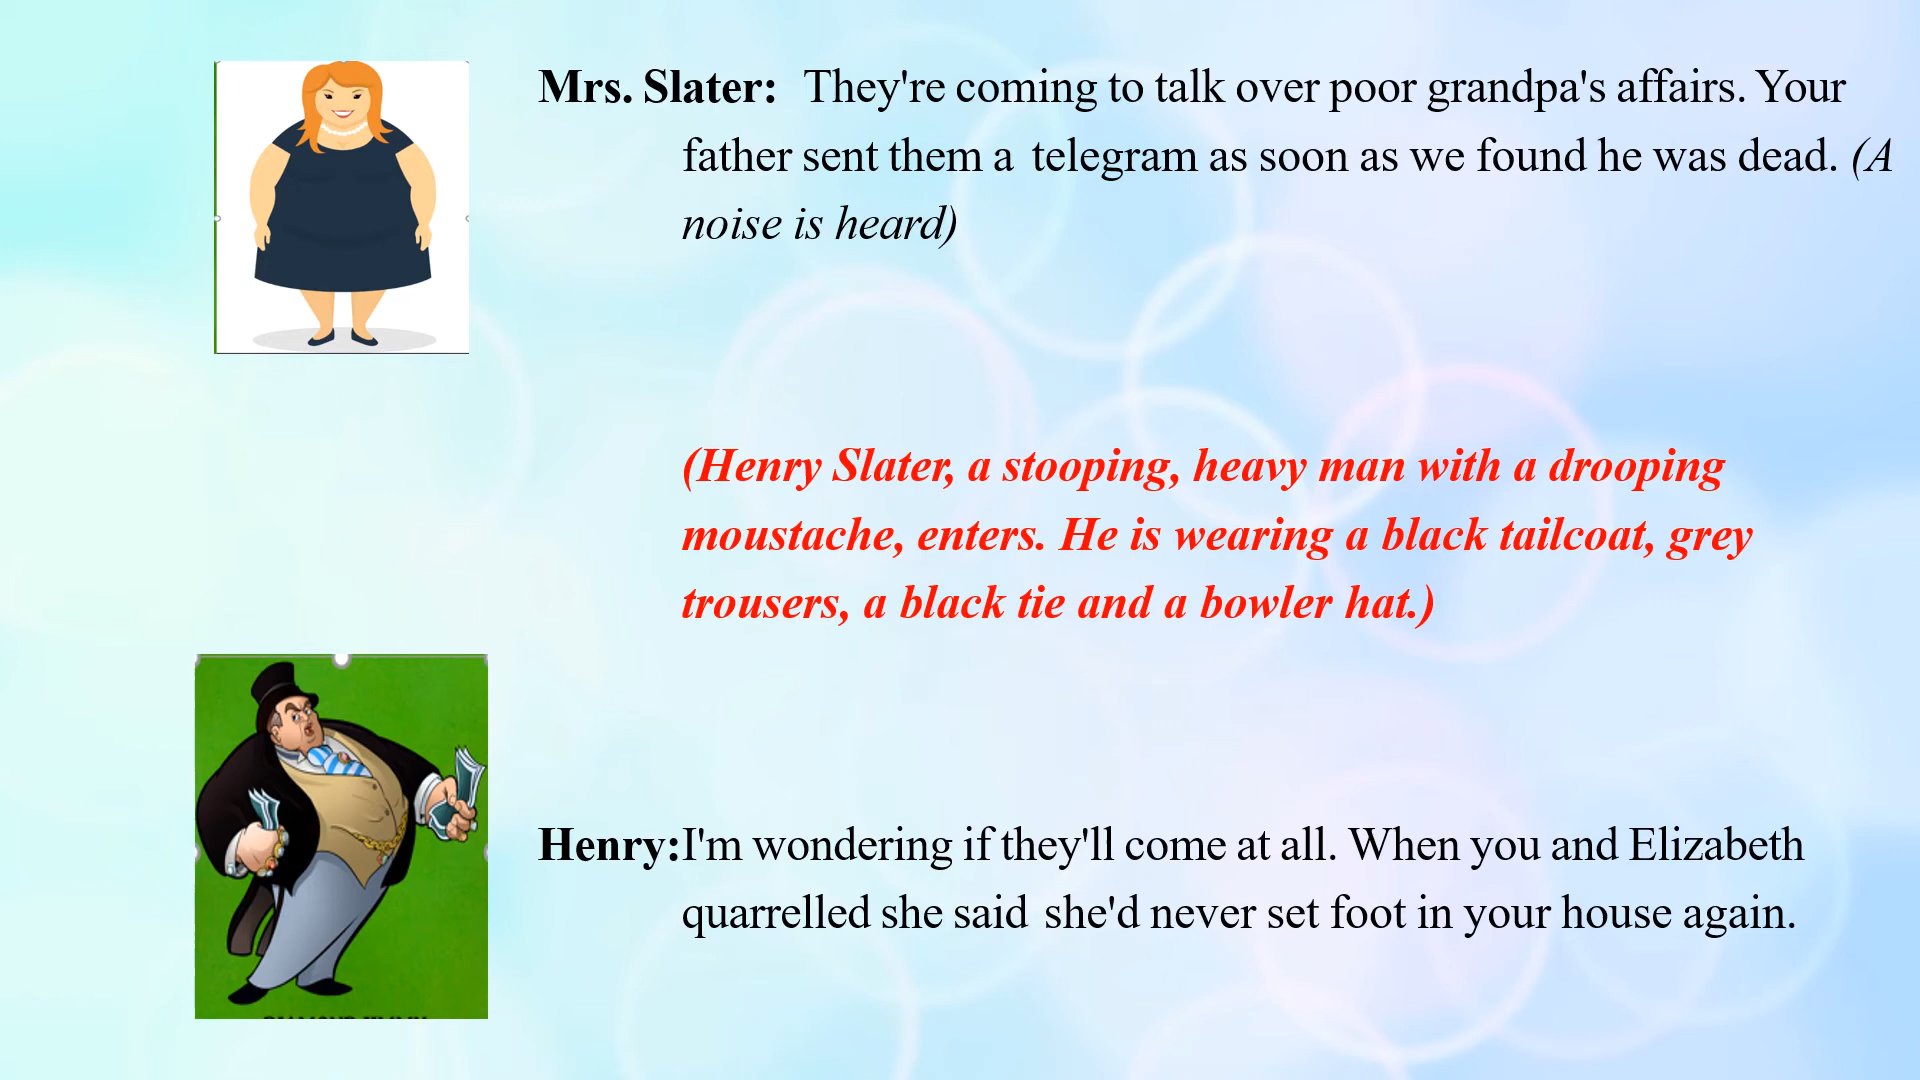 Mrs. Slater: They're coming to talk over poor grandpa's affairs. Your
father sent them a telegram as soon as we found he was dead. (A
noise is heard)
(Henry Slater, a stooping, heavy man with a drooping
moustache, enters. He is wearing a black tailcoat, grey
trousers, a black tie and a bowler hat.)
Henry:I'm wondering if they'll come at all. When you and Elizabeth
quarrelled she said she'd never set foot in your house again.